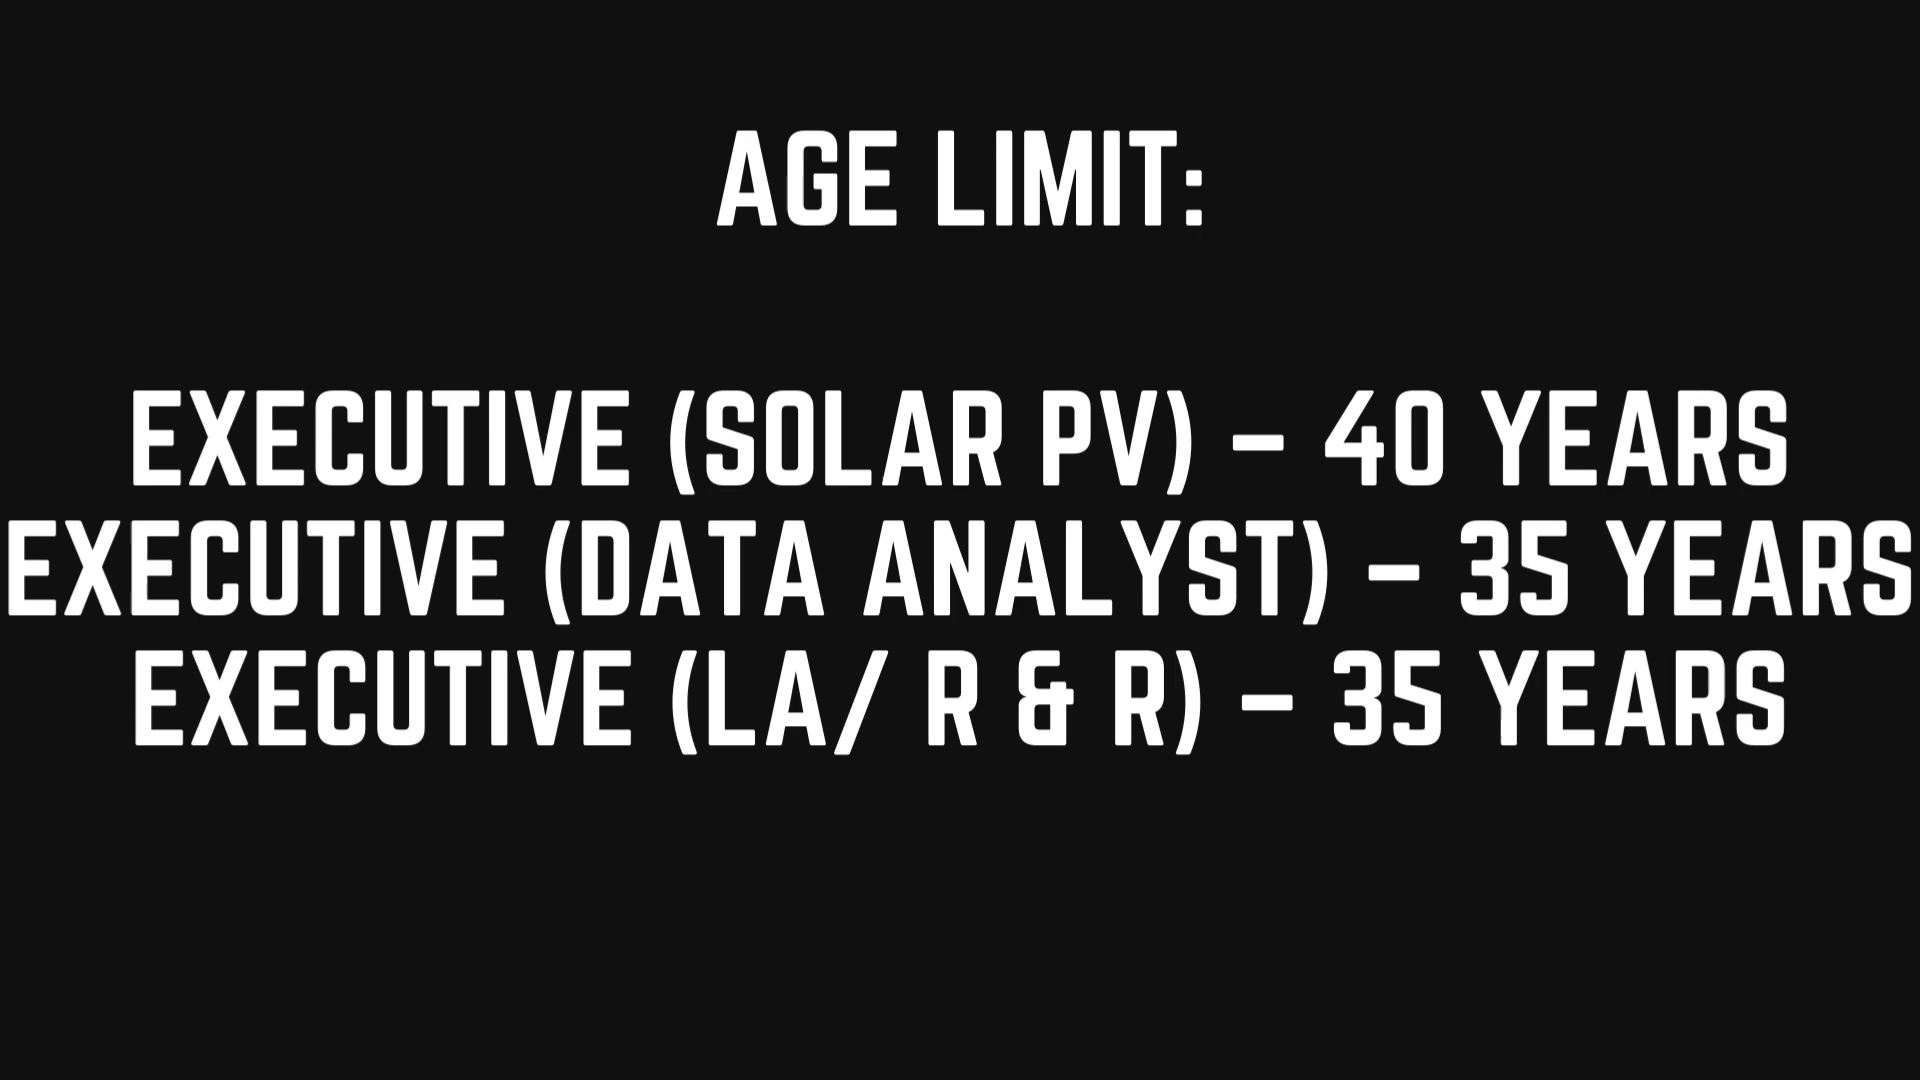 AGE LIMIT:
EXECUTIVE (SOLAR PV) – 40 YEARS
EXECUTIVE (DATA ANALYST) – 35 YEARS
EXECUTIVE (LA/ R & R) – 35 YEARS